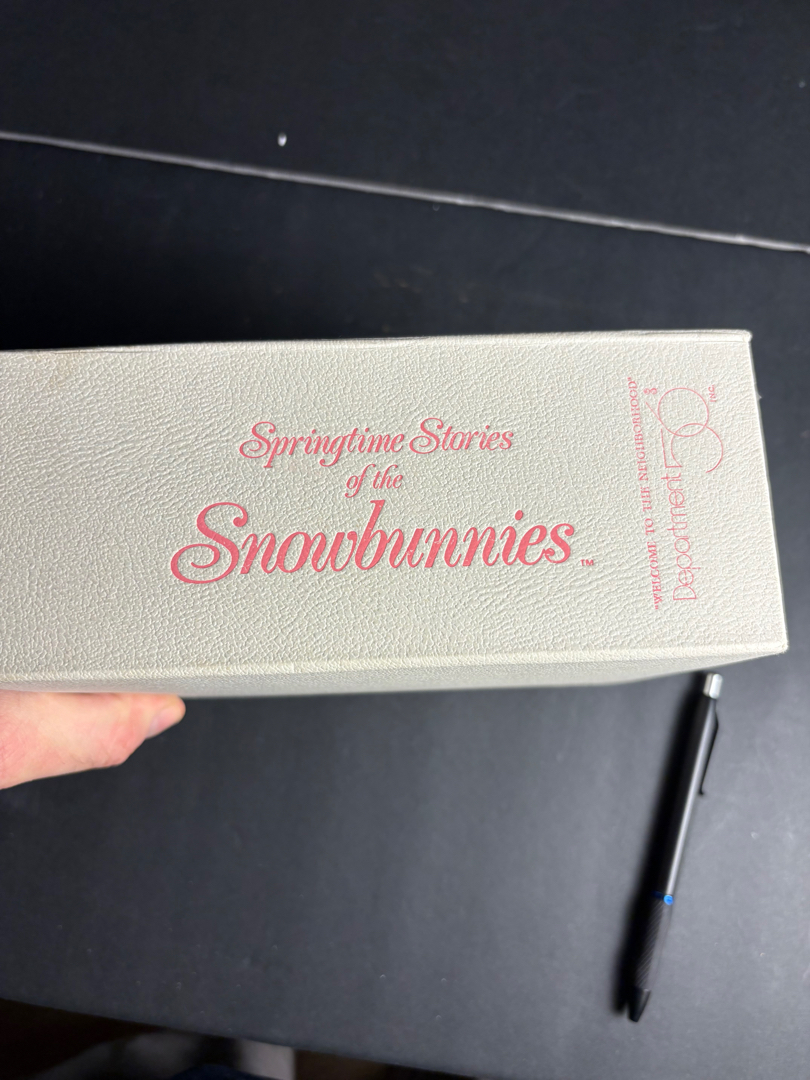 Springtime Stories
of the
Snowbunnies™
"WELCOME TO THE NEIGHBORHOOD"
Department 56
INC.